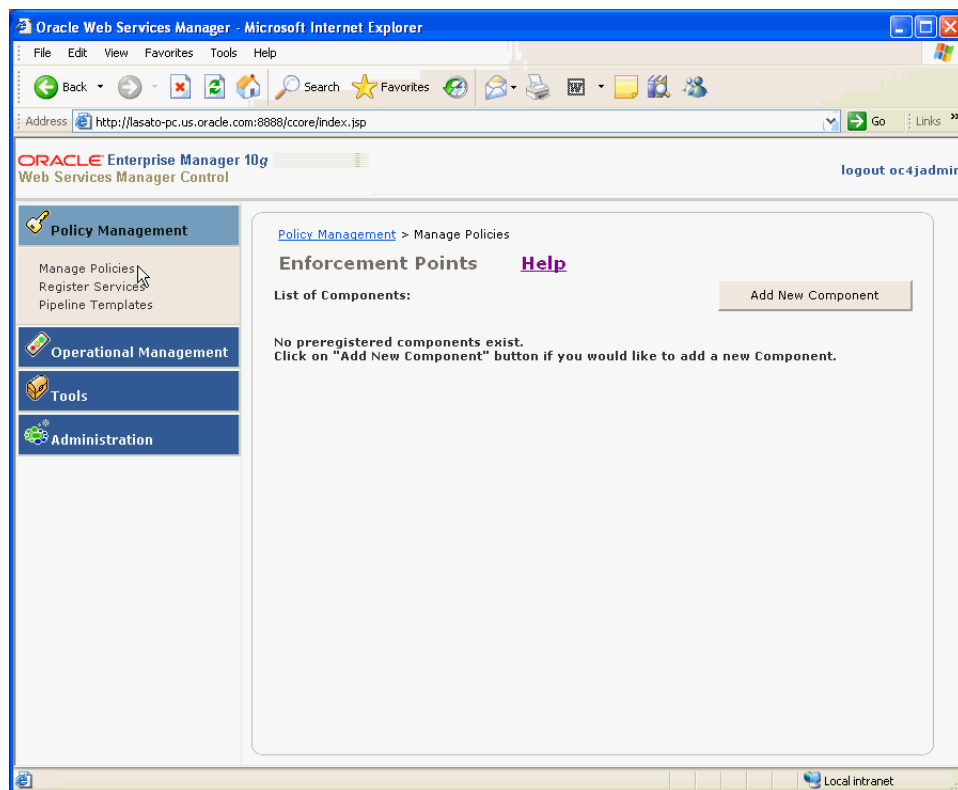 Oracle Web Services Manager - Microsoft Internet Explorer
File Edit View Favorites Tools Help
Back Search Favorites
Address http://lasato-pc.us.oracle.com:8888/ccore/index.jsp Go Links »
ORACLE Enterprise Manager 10g
Web Services Manager Control
logout oc4jadmin
Policy Management
Manage Policies
Register Services
Pipeline Templates
Operational Management
Tools
Administration
Policy Management > Manage Policies
Enforcement Points Help
List of Components: Add New Component
No preregistered components exist.
Click on "Add New Component" button if you would like to add a new Component.
Local intranet